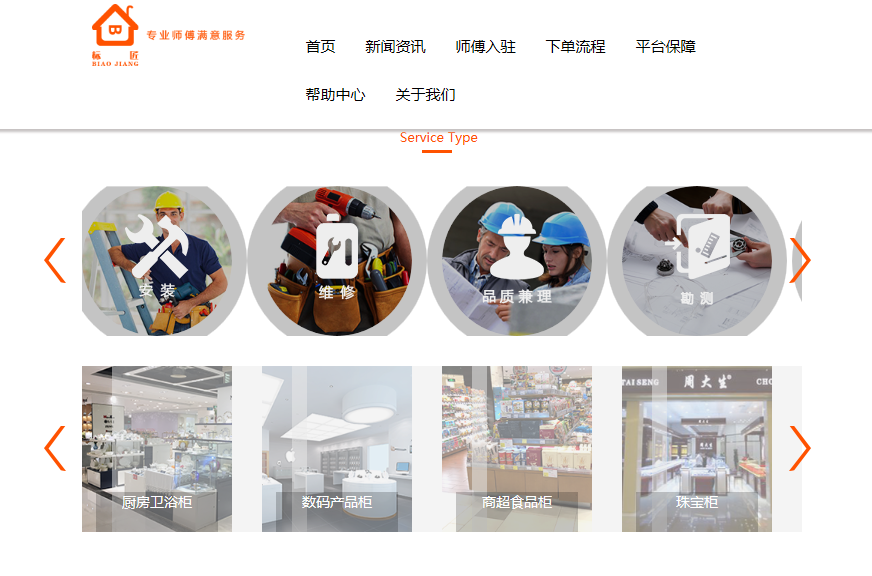 B
专业师傅满意服务
标 匠
BIAO JIANG
首页 新闻资讯 师傅入驻 下单流程 平台保障
帮助中心 关于我们
Service Type
安装 维修 品质兼理 勘测
TAI SENG 周大生® CHO
厨房卫浴柜 数码产品柜 商超食品柜 珠宝柜